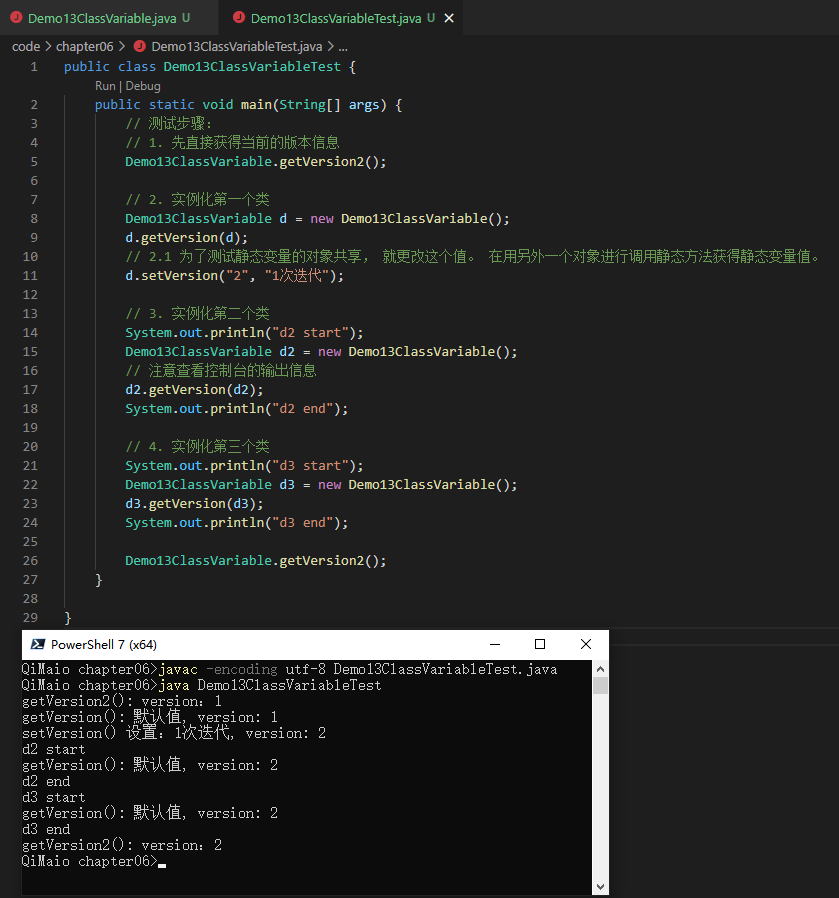 Demo13ClassVariable.java U
Demo13ClassVariableTest.java U
code > chapter06 > Demo13ClassVariableTest.java > ...
1 public class Demo13ClassVariableTest {
Run | Debug
2 public static void main(String[] args) {
3 // 测试步骤:
4 // 1. 先直接获得当前的版本信息
5 Demo13ClassVariable.getVersion2();
6
7 // 2. 实例化第一个类
8 Demo13ClassVariable d = new Demo13ClassVariable();
9 d.getVersion(d);
10 // 2.1 为了测试静态变量的对象共享， 就更改这个值。 在用另外一个对象进行调用静态方法获得静态变量值。
11 d.setVersion("2", "1次迭代");
12
13 // 3. 实例化第二个类
14 System.out.println("d2 start");
15 Demo13ClassVariable d2 = new Demo13ClassVariable();
16 // 注意查看控制台的输出信息
17 d2.getVersion(d2);
18 System.out.println("d2 end");
19
20 // 4. 实例化第三个类
21 System.out.println("d3 start");
22 Demo13ClassVariable d3 = new Demo13ClassVariable();
23 d3.getVersion(d3);
24 System.out.println("d3 end");
25
26 Demo13ClassVariable.getVersion2();
27 }
28
29 }
PowerShell 7 (x64)
QiMaio chapter06>javac -encoding utf-8 Demo13ClassVariableTest.java
QiMaio chapter06>java Demo13ClassVariableTest
getVersion2(): version：1
getVersion(): 默认值, version: 1
setVersion() 设置：1次迭代, version: 2
d2 start
getVersion(): 默认值, version: 2
d2 end
d3 start
getVersion(): 默认值, version: 2
d3 end
getVersion2(): version：2
QiMaio chapter06>